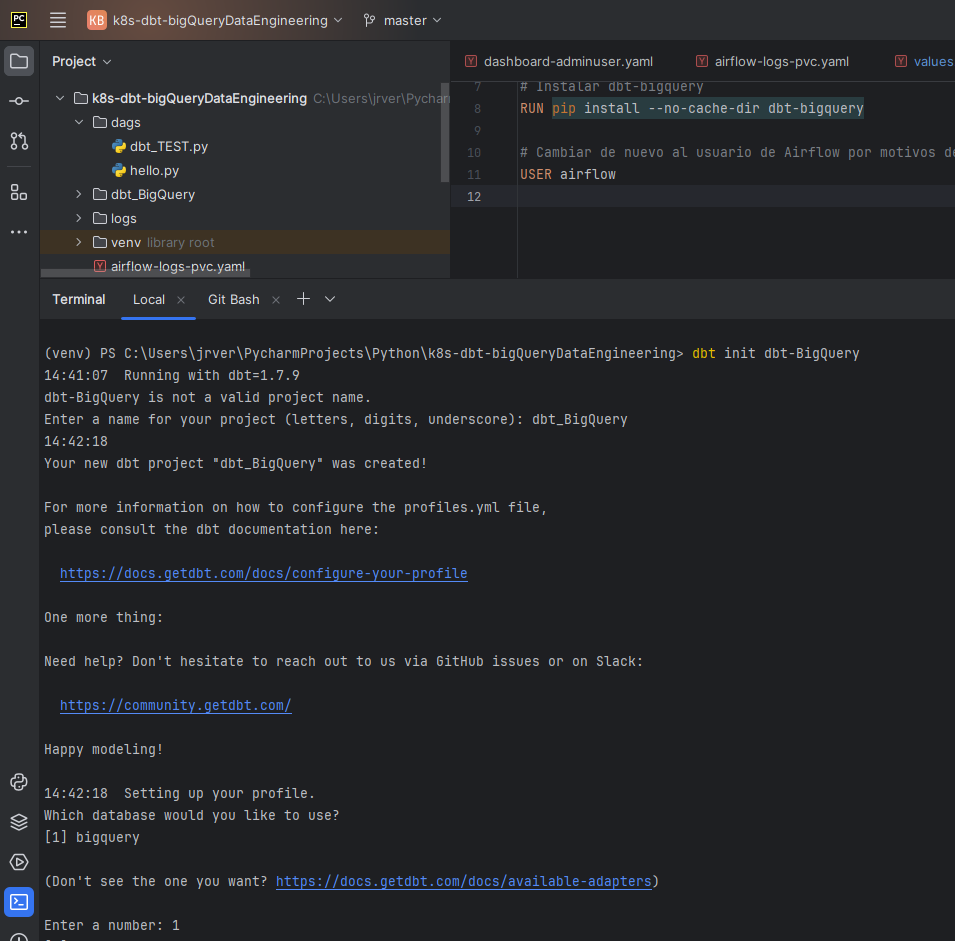 PC
KB k8s-dbt-bigQueryDataEngineering master
Project
dashboard-adminuser.yaml airflow-logs-pvc.yaml values
k8s-dbt-bigQueryDataEngineering C:\Users\jrver\Pychar
dags
dbt_TEST.py
hello.py
dbt_BigQuery
logs
venv library root
airflow-logs-pvc.yaml
7 # Instalar dbt-bigquery
8 RUN pip install --no-cache-dir dbt-bigquery
9
10 # Cambiar de nuevo al usuario de Airflow por motivos de
11 USER airflow
12
Terminal Local Git Bash
(venv) PS C:\Users\jrver\PycharmProjects\Python\k8s-dbt-bigQueryDataEngineering> dbt init dbt-BigQuery
14:41:07  Running with dbt=1.7.9
dbt-BigQuery is not a valid project name.
Enter a name for your project (letters, digits, underscore): dbt_BigQuery
14:42:18
Your new dbt project "dbt_BigQuery" was created!
For more information on how to configure the profiles.yml file,
please consult the dbt documentation here:
https://docs.getdbt.com/docs/configure-your-profile
One more thing:
Need help? Don't hesitate to reach out to us via GitHub issues or on Slack:
https://community.getdbt.com/
Happy modeling!
14:42:18  Setting up your profile.
Which database would you like to use?
[1] bigquery
(Don't see the one you want? https://docs.getdbt.com/docs/available-adapters)
Enter a number: 1